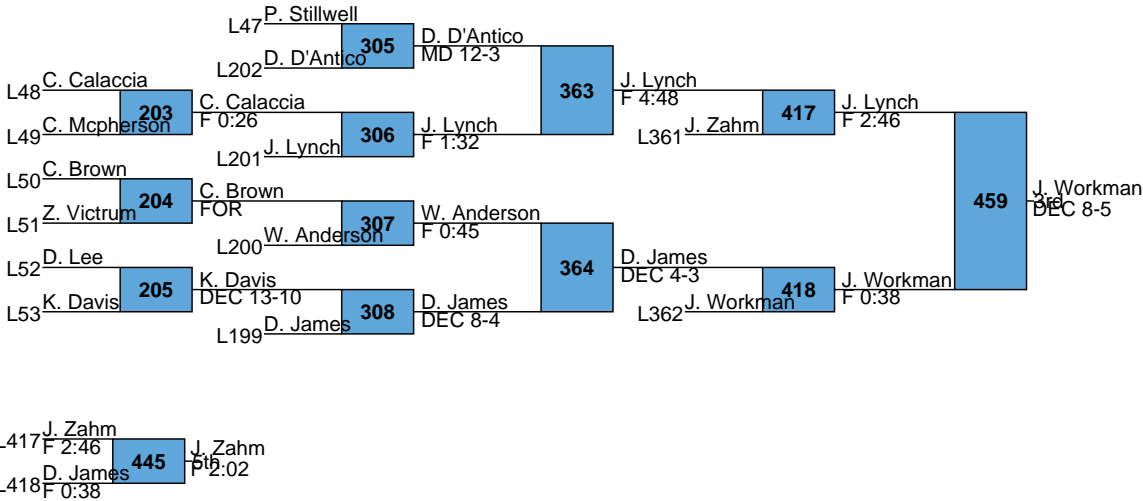 P. Stillwell
L47
305
D. D'Antico
MD 12-3
D. D'Antico
L202
C. Calaccia
L48
203
C. Calaccia
F 0:26
C. Mcpherson
L49
306
J. Lynch
F 1:32
J. Lynch
L201
363
J. Lynch
F 4:48
417
J. Lynch
F 2:46
J. Zahm
L361
C. Brown
L50
204
C. Brown
FOR
Z. Victrum
L51
307
W. Anderson
F 0:45
W. Anderson
L200
D. Lee
L52
205
K. Davis
DEC 13-10
K. Davis
L53
308
D. James
DEC 8-4
D. James
L199
364
D. James
DEC 4-3
418
J. Workman
F 0:38
J. Workman
L362
459
J. Workman
3rd
DEC 8-5
J. Zahm
L417
F 2:46
445
J. Zahm
5th
F 2:02
D. James
L418
F 0:38